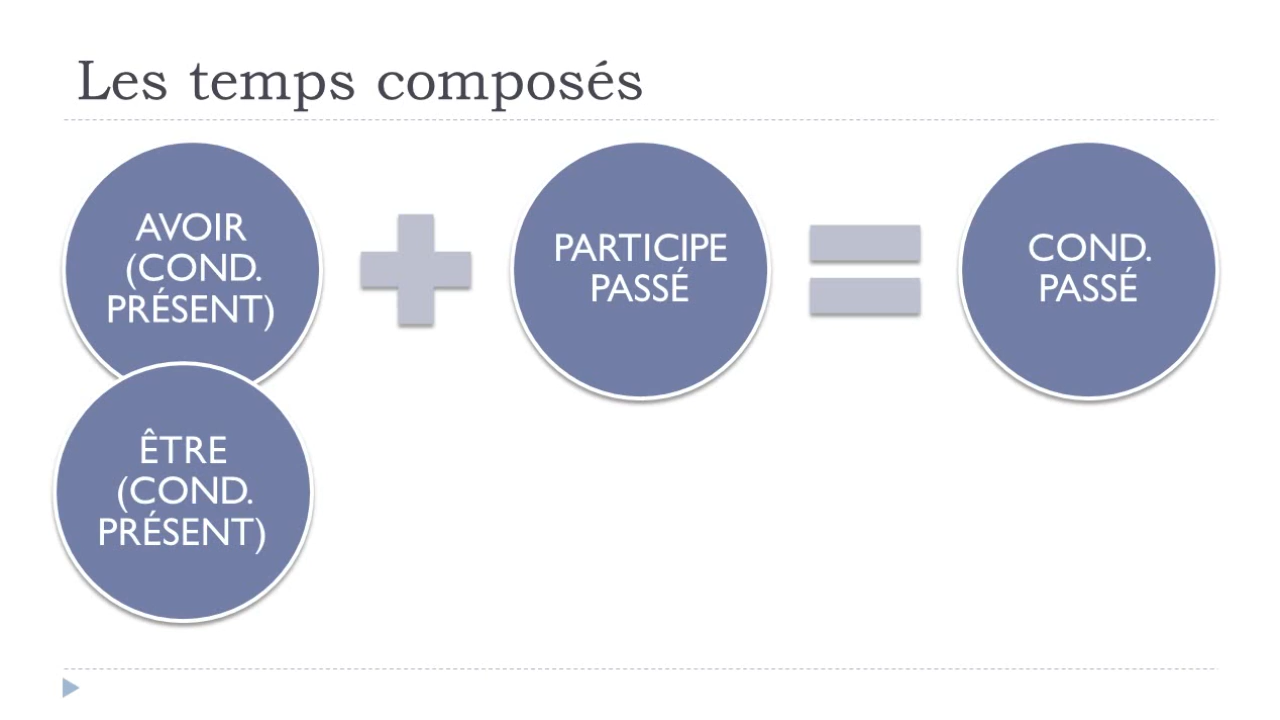 Les temps composés
AVOIR
(COND.
PRÉSENT)
PARTICIPE
PASSÉ
COND.
PASSÉ
ÊTRE
(COND.
PRÉSENT)